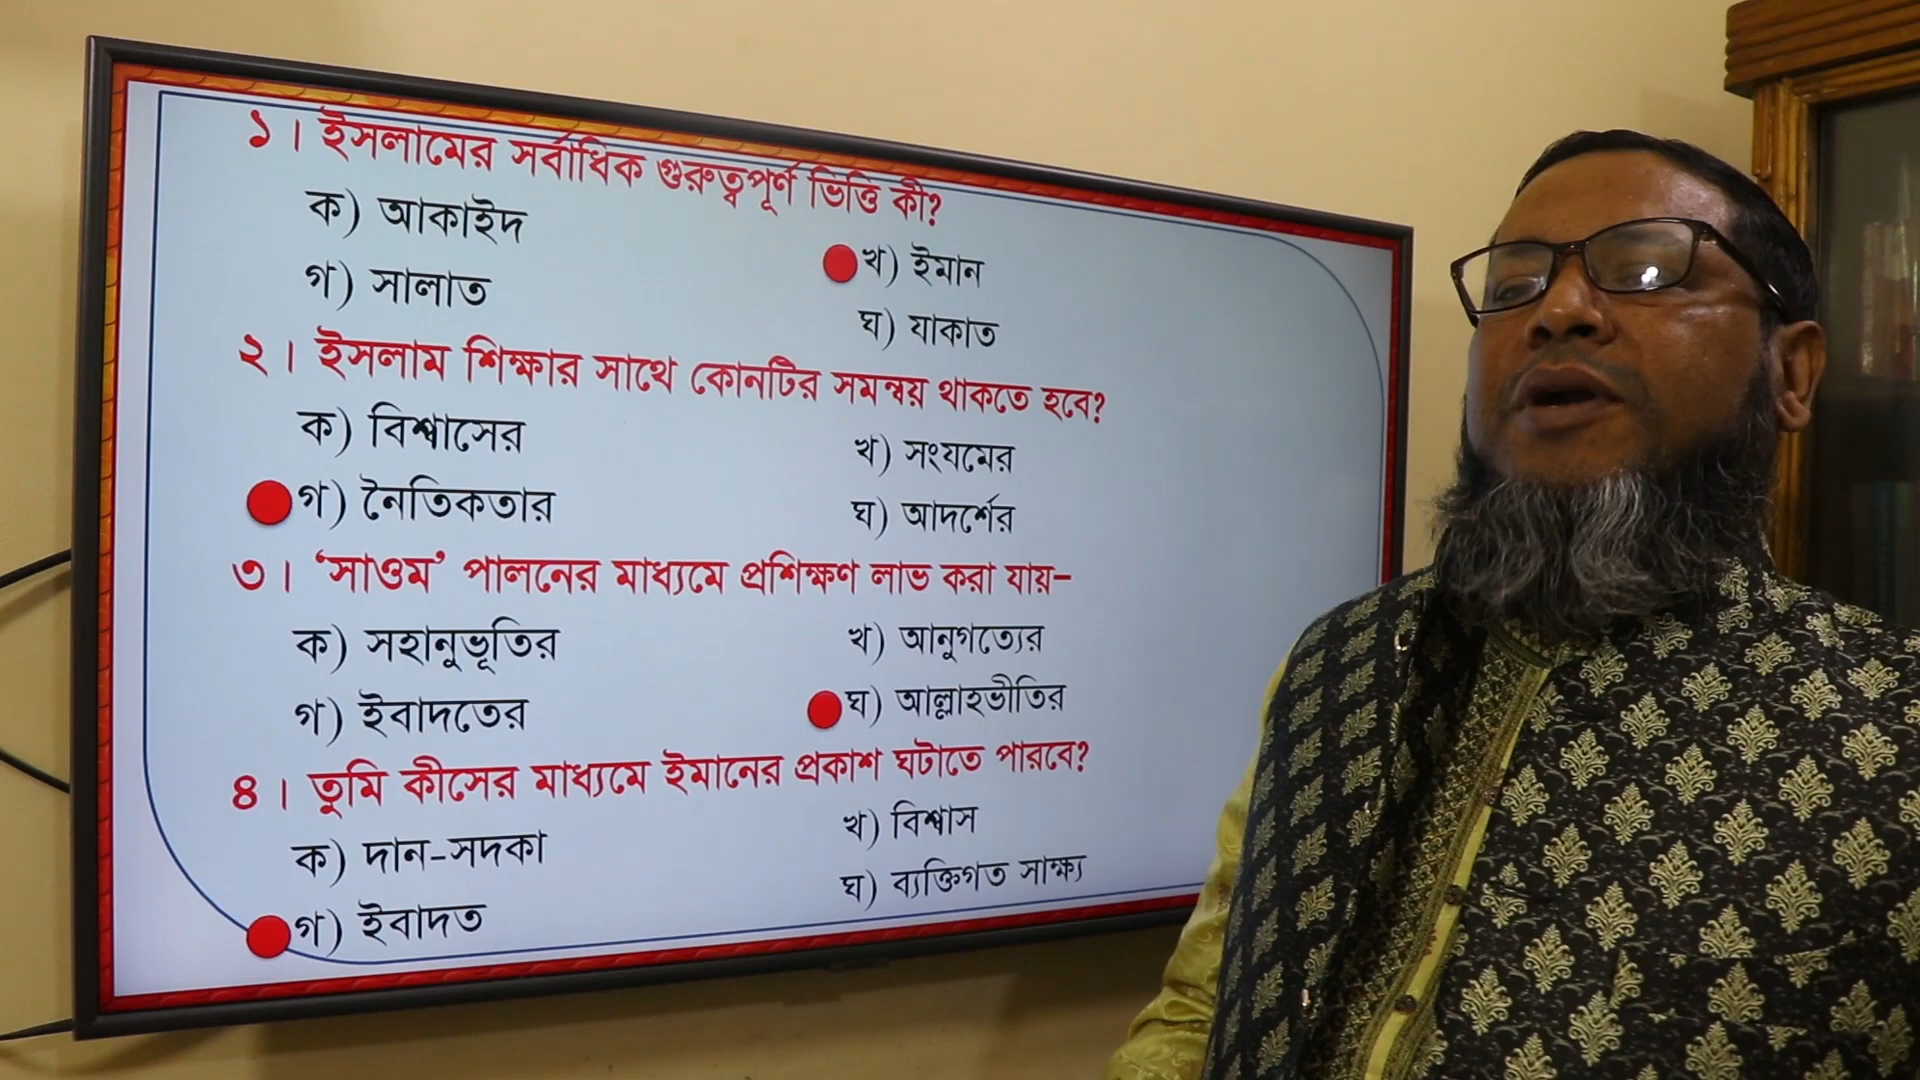 ১। ইসলামের সর্বাধিক গুরুত্বপূর্ণ ভিত্তি কী?
ক) আকাইদ
খ) ইমান
গ) সালাত
ঘ) যাকাত
২। ইসলাম শিক্ষার সাথে কোনটির সমন্বয় থাকতে হবে?
ক) বিশ্বাসের
খ) সংযমের
গ) নৈতিকতার
ঘ) আদর্শের
৩। ‘সাওম’ পালনের মাধ্যমে প্রশিক্ষণ লাভ করা যায়-
ক) সহানুভূতির
খ) আনুগত্যের
গ) ইবাদতের
ঘ) আল্লাহভীতির
৪। তুমি কীসের মাধ্যমে ইমানের প্রকাশ ঘটাতে পারবে?
ক) দান-সদকা
খ) বিশ্বাস
গ) ইবাদত
ঘ) ব্যক্তিগত সাক্ষ্য